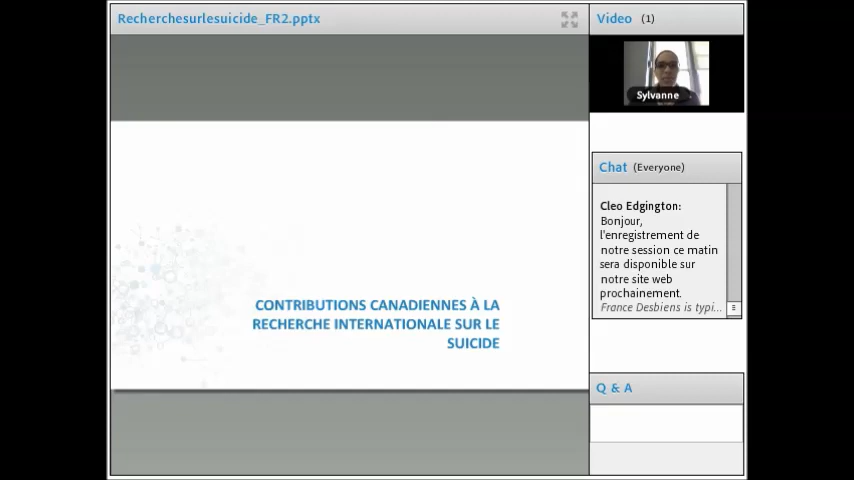 Recherchesurlesuicide_FR2.pptx
CONTRIBUTIONS CANADIENNES À LA
RECHERCHE INTERNATIONALE SUR LE
SUICIDE
Video (1)
Sylvanne
Chat (Everyone)
Cleo Edgington:
Bonjour,
l'enregistrement de
notre session ce matin
sera disponible sur
notre site web
prochainement.
France Desbiens is typi...
Q & A